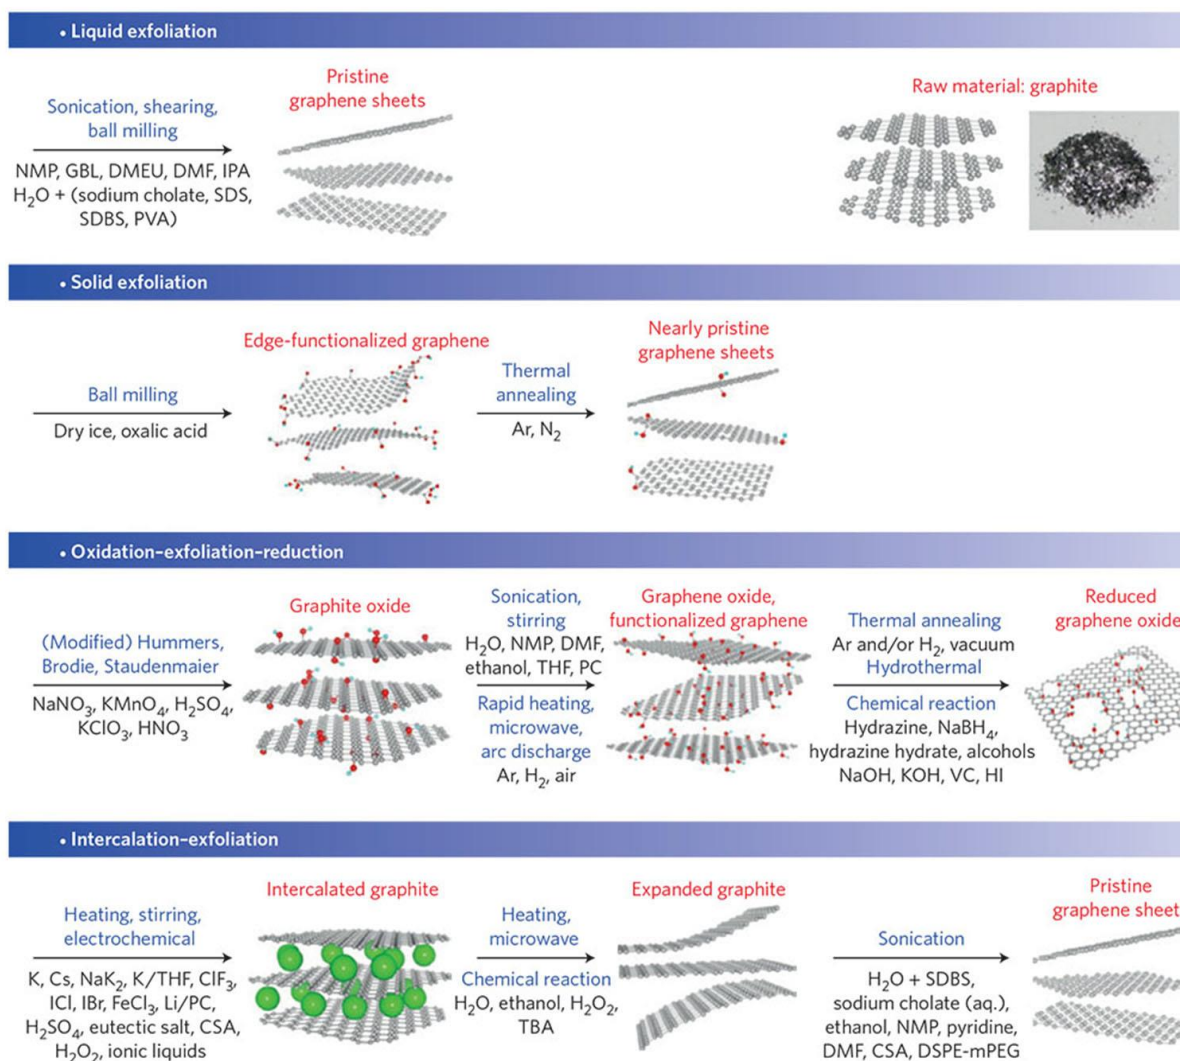 • Liquid exfoliation
Sonication, shearing,
ball milling
NMP, GBL, DMEU, DMF, IPA
H₂O + (sodium cholate, SDS,
SDBS, PVA)
Pristine
graphene sheets
Raw material: graphite
• Solid exfoliation
Ball milling
Dry ice, oxalic acid
Edge-functionalized graphene
Thermal
annealing
Ar, N₂
Nearly pristine
graphene sheets
• Oxidation–exfoliation–reduction
(Modified) Hummers,
Brodie, Staudenmaier
NaNO₃, KMnO₄, H₂SO₄,
KClO₃, HNO₃
Graphite oxide
Sonication,
stirring
H₂O, NMP, DMF,
ethanol, THF, PC
Rapid heating,
microwave,
arc discharge
Ar, H₂, air
Graphene oxide,
functionalized graphene
Thermal annealing
Ar and/or H₂, vacuum
Hydrothermal
Chemical reaction
Hydrazine, NaBH₄,
hydrazine hydrate, alcohols
NaOH, KOH, VC, HI
Reduced
graphene oxide
• Intercalation–exfoliation
Heating, stirring,
electrochemical
K, Cs, NaK₂, K/THF, ClF₃,
ICl, IBr, FeCl₃, Li/PC,
H₂SO₄, eutectic salt, CSA,
H₂O₂, ionic liquids
Intercalated graphite
Heating,
microwave
Chemical reaction
H₂O, ethanol, H₂O₂,
TBA
Expanded graphite
Sonication
H₂O + SDBS,
sodium cholate (aq.),
ethanol, NMP, pyridine,
DMF, CSA, DSPE-mPEG
Pristine
graphene sheets